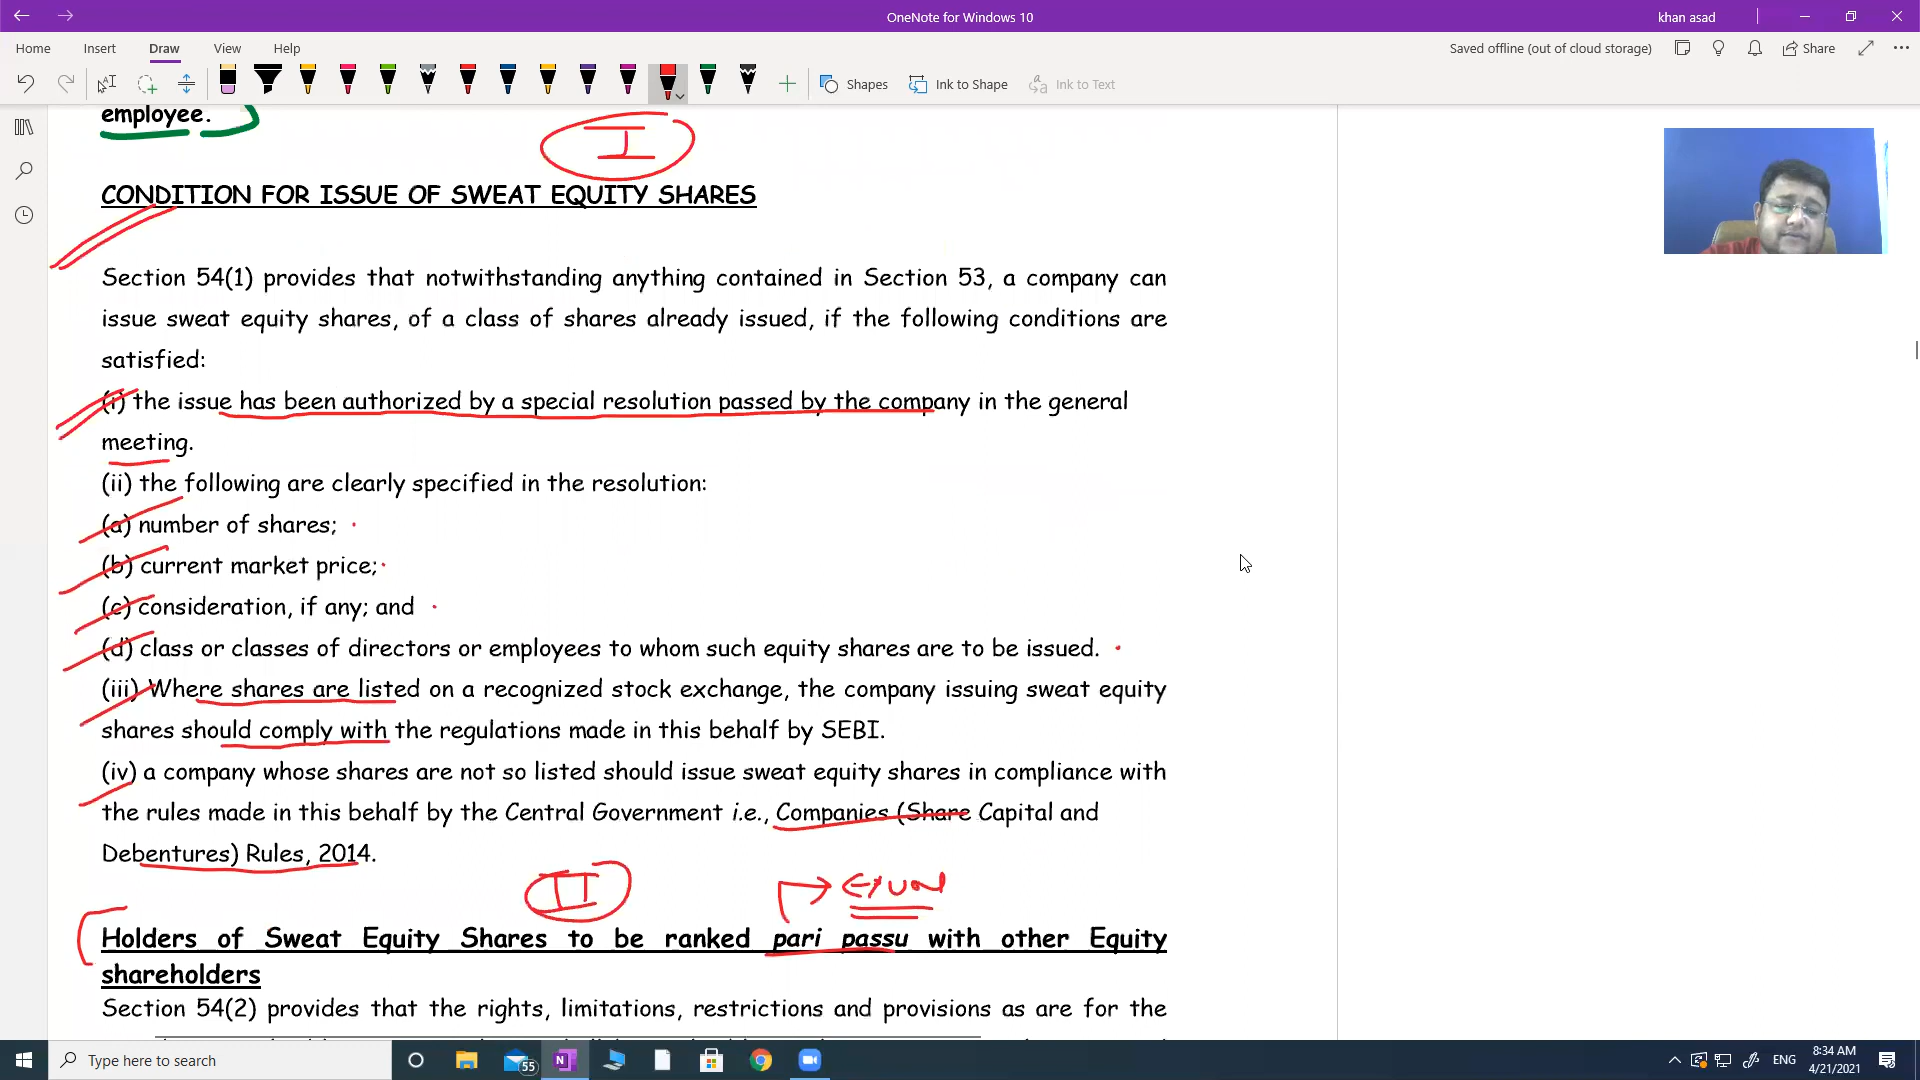 OneNote for Windows 10
khan asad
Home Insert Draw View Help
Saved offline (out of cloud storage)
Share
Shapes
Ink to Shape
Ink to Text
employee.
I
CONDITION FOR ISSUE OF SWEAT EQUITY SHARES
Section 54(1) provides that notwithstanding anything contained in Section 53, a company can
issue sweat equity shares, of a class of shares already issued, if the following conditions are
satisfied:
(i) the issue has been authorized by a special resolution passed by the company in the general
meeting.
(ii) the following are clearly specified in the resolution:
(a) number of shares;
(b) current market price;
(c) consideration, if any; and
(d) class or classes of directors or employees to whom such equity shares are to be issued.
(iii) Where shares are listed on a recognized stock exchange, the company issuing sweat equity
shares should comply with the regulations made in this behalf by SEBI.
(iv) a company whose shares are not so listed should issue sweat equity shares in compliance with
the rules made in this behalf by the Central Government i.e., Companies (Share Capital and
Debentures) Rules, 2014.
II
Holders of Sweat Equity Shares to be ranked pari passu with other Equity
shareholders
Section 54(2) provides that the rights, limitations, restrictions and provisions as are for the
Type here to search
55
ENG
8:34 AM
4/21/2021